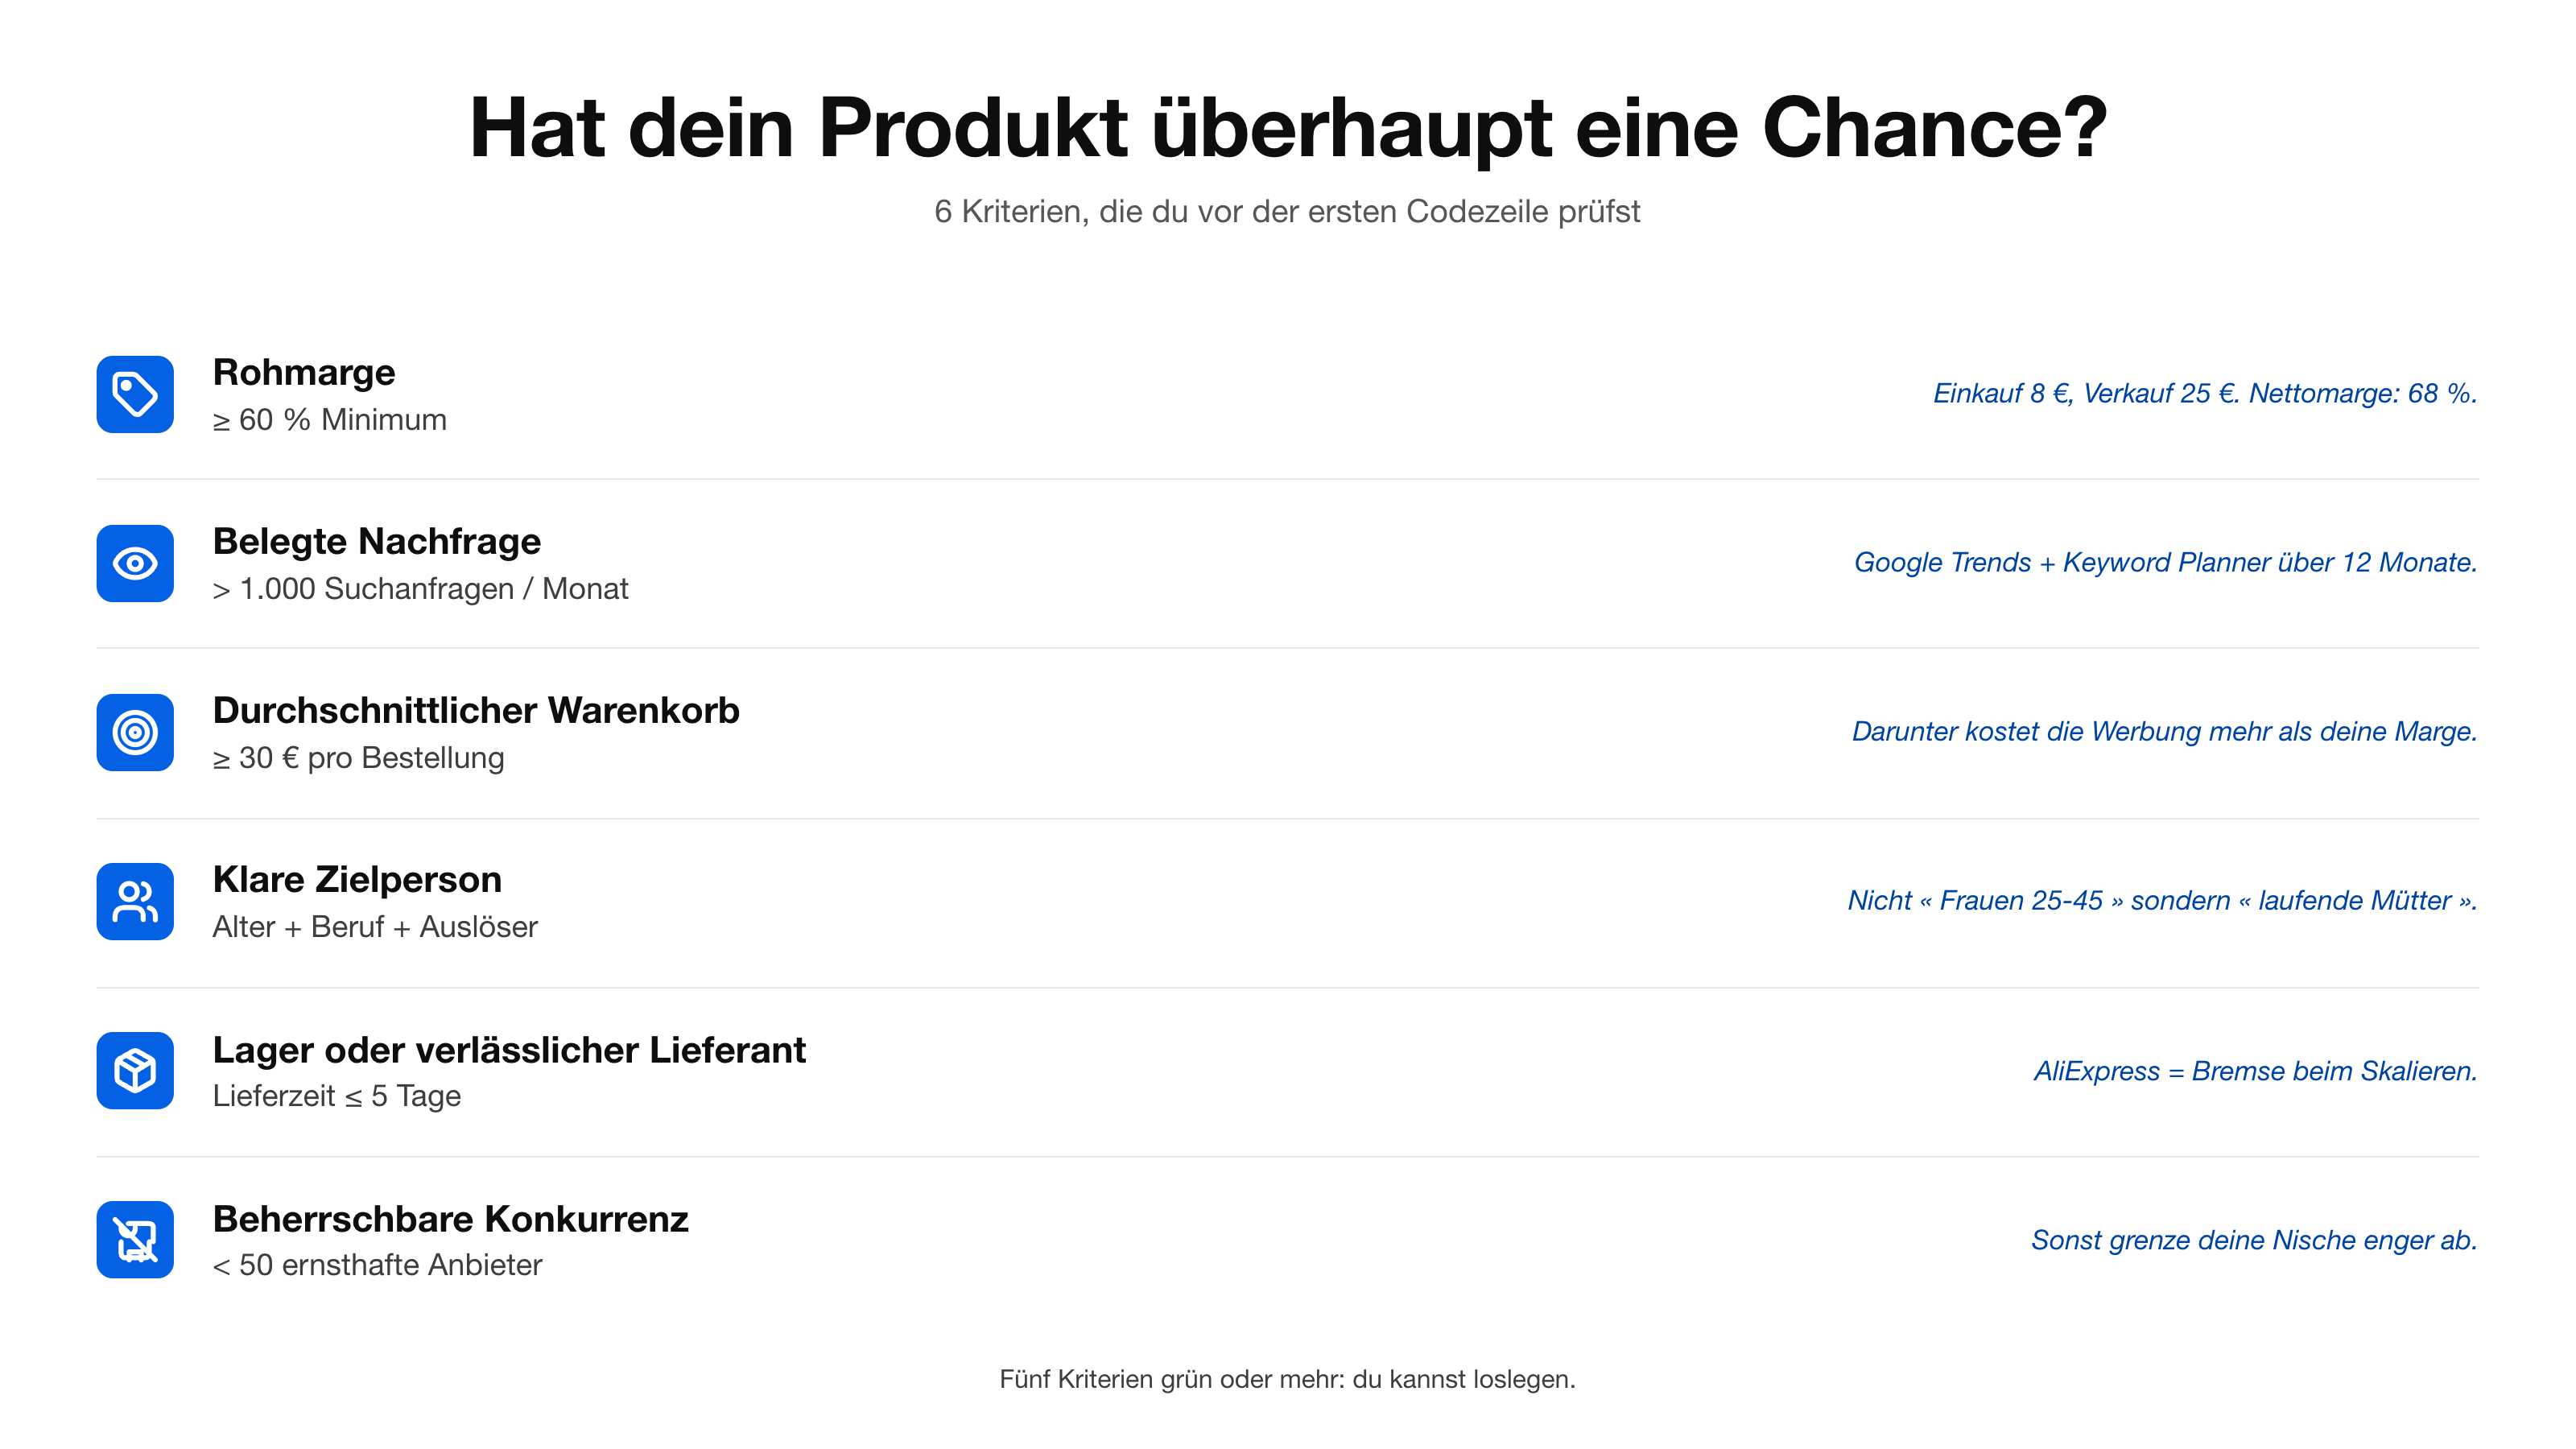 Hat dein Produkt überhaupt eine Chance?
6 Kriterien, die du vor der ersten Codezeile prüfst
Rohmarge
≥ 60 % Minimum
Einkauf 8 €, Verkauf 25 €. Nettomarge: 68 %.
Belegte Nachfrage
> 1.000 Suchanfragen / Monat
Google Trends + Keyword Planner über 12 Monate.
Durchschnittlicher Warenkorb
≥ 30 € pro Bestellung
Darunter kostet die Werbung mehr als deine Marge.
Klare Zielperson
Alter + Beruf + Auslöser
Nicht « Frauen 25-45 » sondern « laufende Mütter ».
Lager oder verlässlicher Lieferant
Lieferzeit ≤ 5 Tage
AliExpress = Bremse beim Skalieren.
Beherrschbare Konkurrenz
< 50 ernsthafte Anbieter
Sonst grenze deine Nische enger ab.
Fünf Kriterien grün oder mehr: du kannst loslegen.